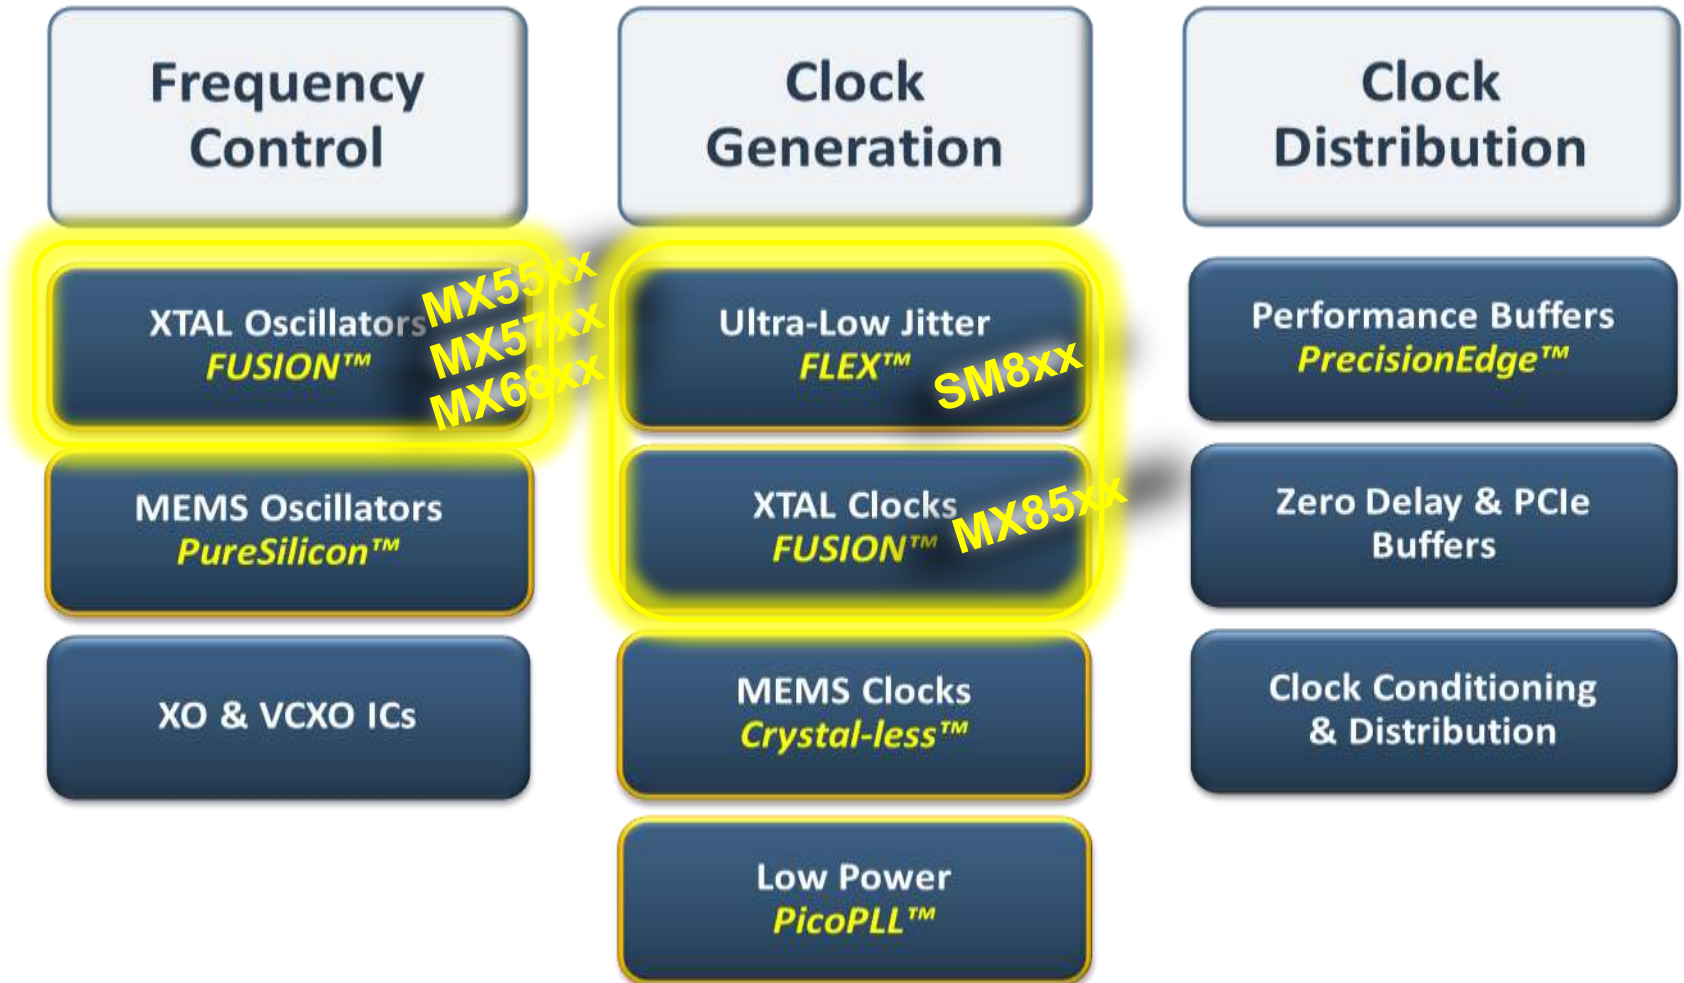 Frequency
Control
XTAL Oscillators
FUSION™
MX55xx
MX57xx
MX68xx
MEMS Oscillators
PureSilicon™
XO & VCXO ICs
Clock
Generation
Ultra-Low Jitter
FLEX™
SM8xx
XTAL Clocks
FUSION™
MX85xx
MEMS Clocks
Crystal-less™
Low Power
PicoPLL™
Clock
Distribution
Performance Buffers
PrecisionEdge™
Zero Delay & PCIe
Buffers
Clock Conditioning
& Distribution